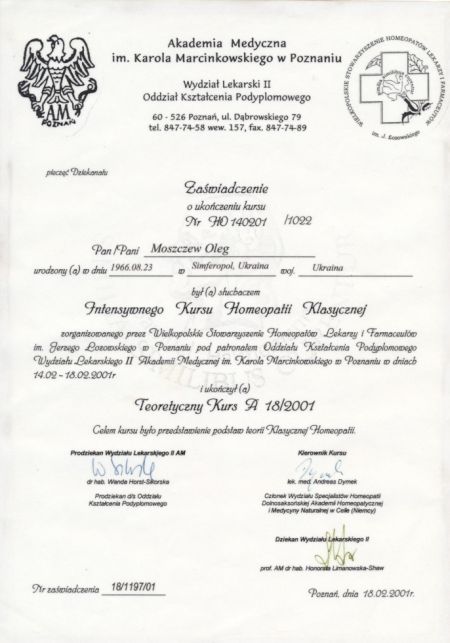 Akademia Medyczna
im. Karola Marcinkowskiego w Poznaniu
Wydział Lekarski II
Oddział Kształcenia Podyplomowego
60 - 526 Poznań, ul. Dąbrowskiego 79
tel. 847-74-58 wew. 157, fax. 847-74-89
AM
POZNAŃ
WIELKOPOLSKIE STOWARZYSZENIE HOMEOPATÓW LEKARZY I FARMACEUTÓW
im. J. Łozowskiego
pieczęć Dziekanatu
Zaświadczenie
o ukończeniu kursu
Nr HO 140201 /1022
Pan/Pani Moszczew Oleg
urodzony (a) w dniu 1966.08.23 w Simferopol, Ukraina woj. Ukraina
był (a) słuchaczem
Intensywnego Kursu Homeopatii Klasycznej
zorganizowanego przez Wielkopolskie Stowarzyszenie Homeopatów Lekarzy i Farmaceutów
im. Jerzego Łozowskiego w Poznaniu pod patronatem Oddziału Kształcenia Podyplomowego
Wydziału Lekarskiego II Akademii Medycznej im. Karola Marcinkowskiego w Poznaniu w dniach
14.02 - 18.02.2001r
i ukończył (a)
Teoretyczny Kurs A 18/2001
Celem kursu było przedstawienie podstaw teorii Klasycznej Homeopatii.
Prodziekan Wydziału Lekarskiego II AM
dr hab. Wanda Horst-Sikorska
Prodziekan d/s Oddziału
Kształcenia Podyplomowego
Kierownik Kursu
lek. med. Andreas Dymek
Członek Wydziału Specjalistów Homeopatii
Dolnosaksońskiej Akademii Homeopatycznej
i Medycyny Naturalnej w Celle (Niemcy)
Dziekan Wydziału Lekarskiego II
prof. AM dr hab. Honorata Limanowska-Shaw
Nr zaświadczenia 18/1197/01
Poznań, dnia 18.02.2001r.